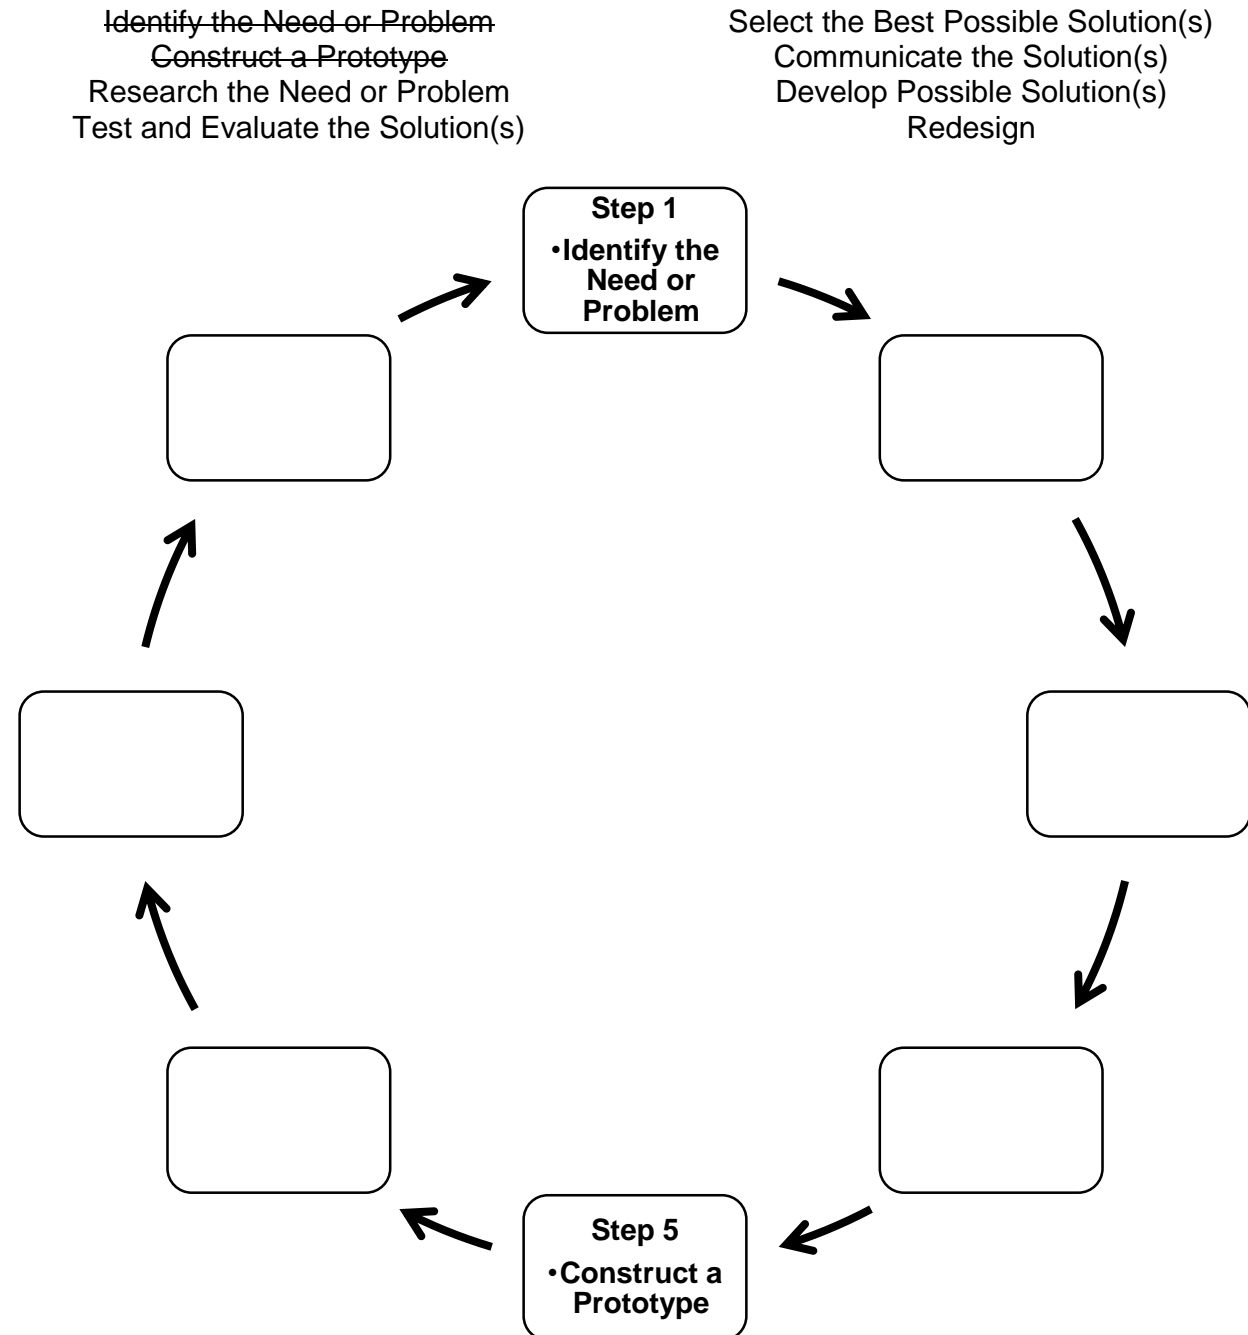 Identify the Need or Problem
Construct a Prototype
Research the Need or Problem
Test and Evaluate the Solution(s)
Select the Best Possible Solution(s)
Communicate the Solution(s)
Develop Possible Solution(s)
Redesign
Step 1
•Identify the
Need or
Problem
Step 5
•Construct a
Prototype